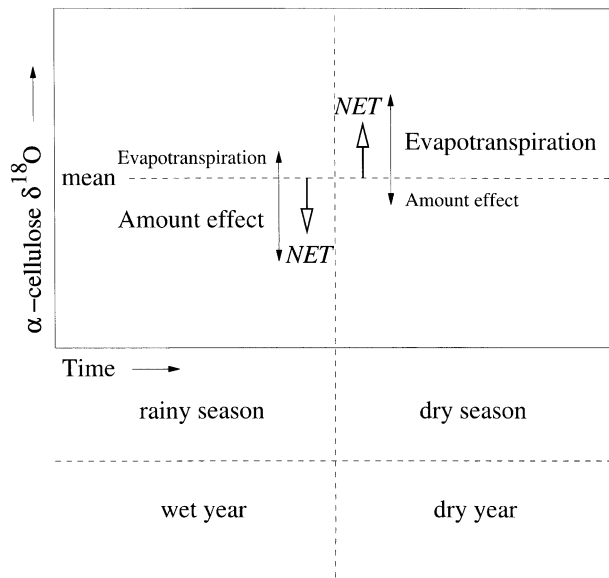 α-cellulose δ18O
NET
Evapotranspiration
Evapotranspiration
mean
Amount effect
Amount effect
NET
Time
rainy season
dry season
wet year
dry year